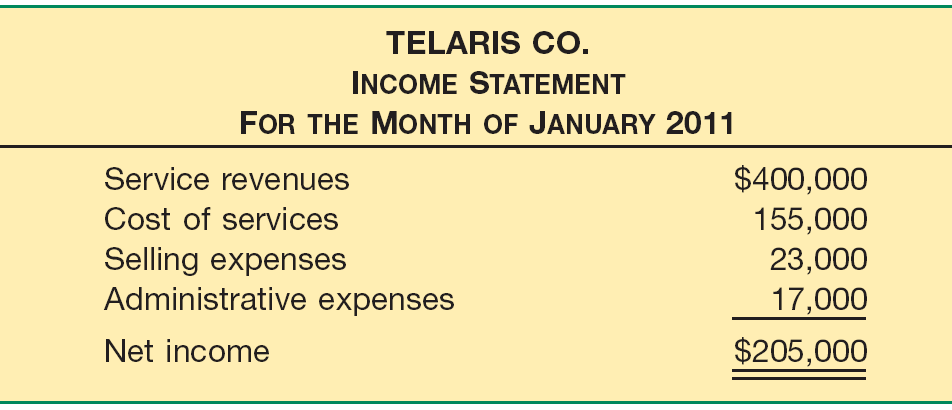 TELARIS CO.
INCOME STATEMENT
FOR THE MONTH OF JANUARY 2011
Service revenues $400,000
Cost of services 155,000
Selling expenses 23,000
Administrative expenses 17,000
Net income $205,000